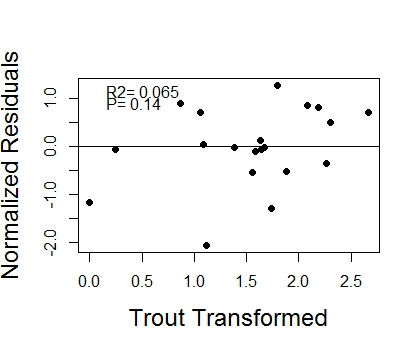 Normalized Residuals
1.0
0.0
-1.0
-2.0
R2= 0.065
P= 0.14
0.0 0.5 1.0 1.5 2.0 2.5
Trout Transformed